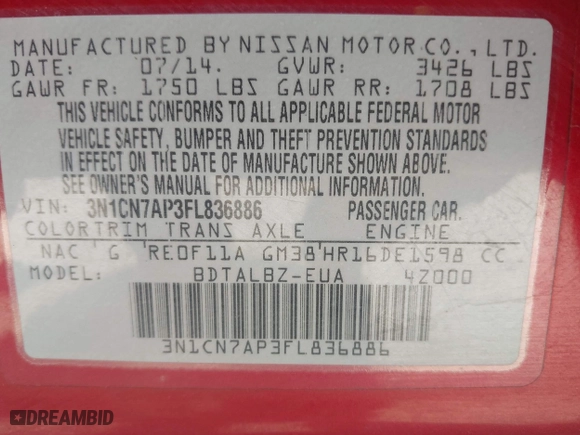 MANUFACTURED BY NISSAN MOTOR CO., LTD.
DATE: 07/14. GVWR: 3426 LBS
GAWR FR: 1750 LBS GAWR RR: 1708 LBS
THIS VEHICLE CONFORMS TO ALL APPLICABLE FEDERAL MOTOR
VEHICLE SAFETY, BUMPER AND THEFT PREVENTION STANDARDS
IN EFFECT ON THE DATE OF MANUFACTURE SHOWN ABOVE.
SEE OWNER'S MANUAL FOR ADDITIONAL INFORMATION.
VIN: 3N1CN7AP3FL836886 PASSENGER CAR.
COLOR TRIM TRANS AXLE ENGINE
NAC G RE0F11A GM38 HR16DE 1598 CC
MODEL: BDTALBZ-EUA 4Z000
3N1CN7AP3FL836886
DREAMBID